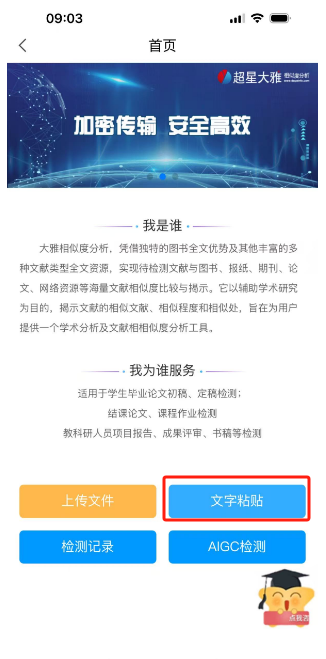 09:03
首页
超星大雅
加密传输 安全高效
我是谁
大雅相似度分析，凭借独特的图书全文优势及其他丰富的多
种文献类型全文资源，实现待检测文献与图书、报纸、期刊、论
文、网络资源等海量文献相似度比较与揭示。它以辅助学术研究
为目的，揭示文献的相似文献、相似程度和相似处，旨在为用户
提供一个学术分析及文献相相似度分析工具。
我为谁服务
适用于学生毕业论文初稿、定稿检测；
结课论文、课程作业检测
教科研人员项目报告、成果评审、书稿等检测
上传文件
文字粘贴
检测记录
AIGC检测
点我去